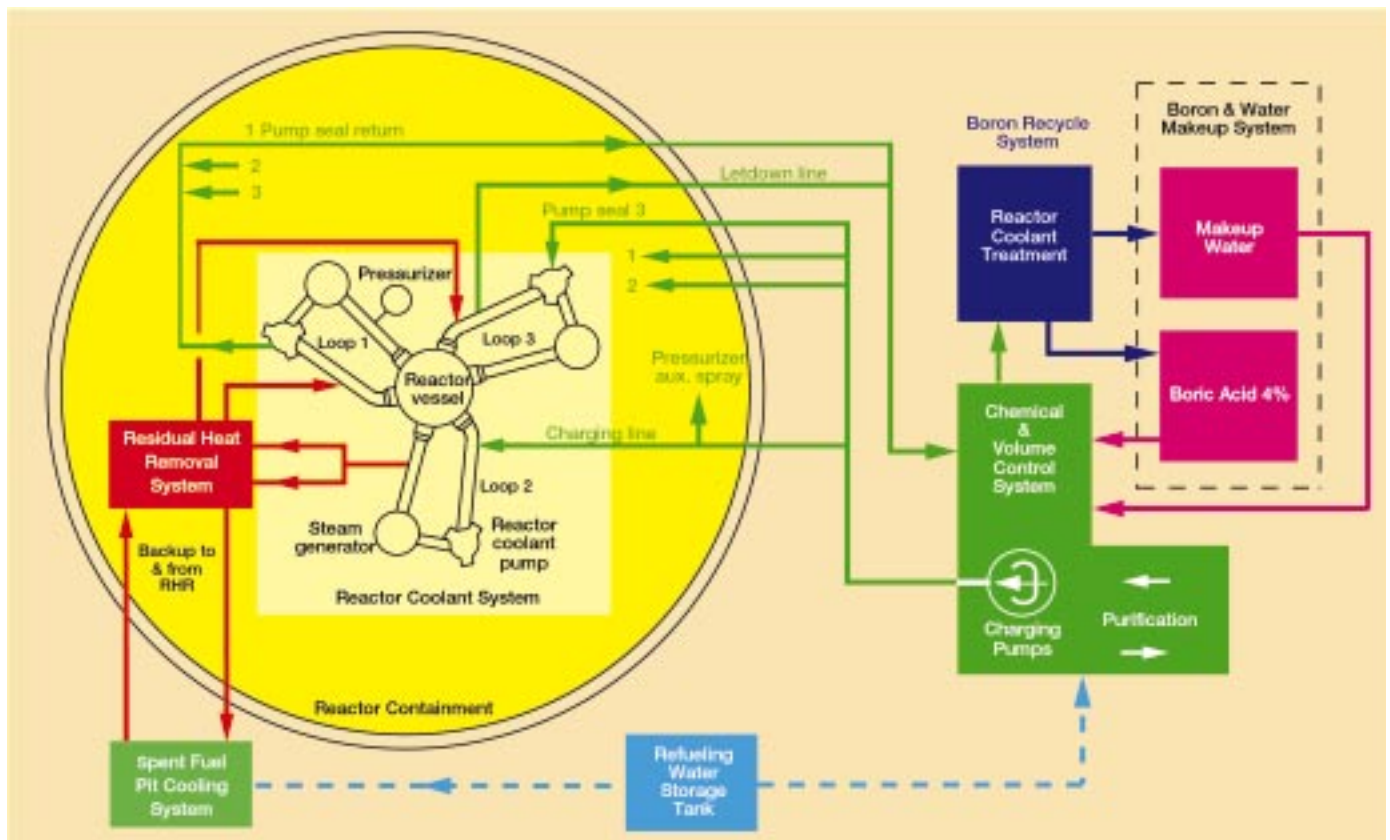 1 Pump seal return
2
3
Letdown line
Pump seal 3
1
2
Pressurizer
Loop 1
Loop 3
Reactor
vessel
Pressurizer
aux. spray
Charging line
Loop 2
Steam
generator
Reactor
coolant
pump
Reactor Coolant System
Residual Heat
Removal
System
Backup to
& from
RHR
Reactor Containment
Spent Fuel
Pit Cooling
System
Refueling
Water
Storage
Tank
Boron Recycle
System
Reactor
Coolant
Treatment
Boron & Water
Makeup System
Makeup
Water
Boric Acid 4%
Chemical
&
Volume
Control
System
Charging
Pumps
Purification